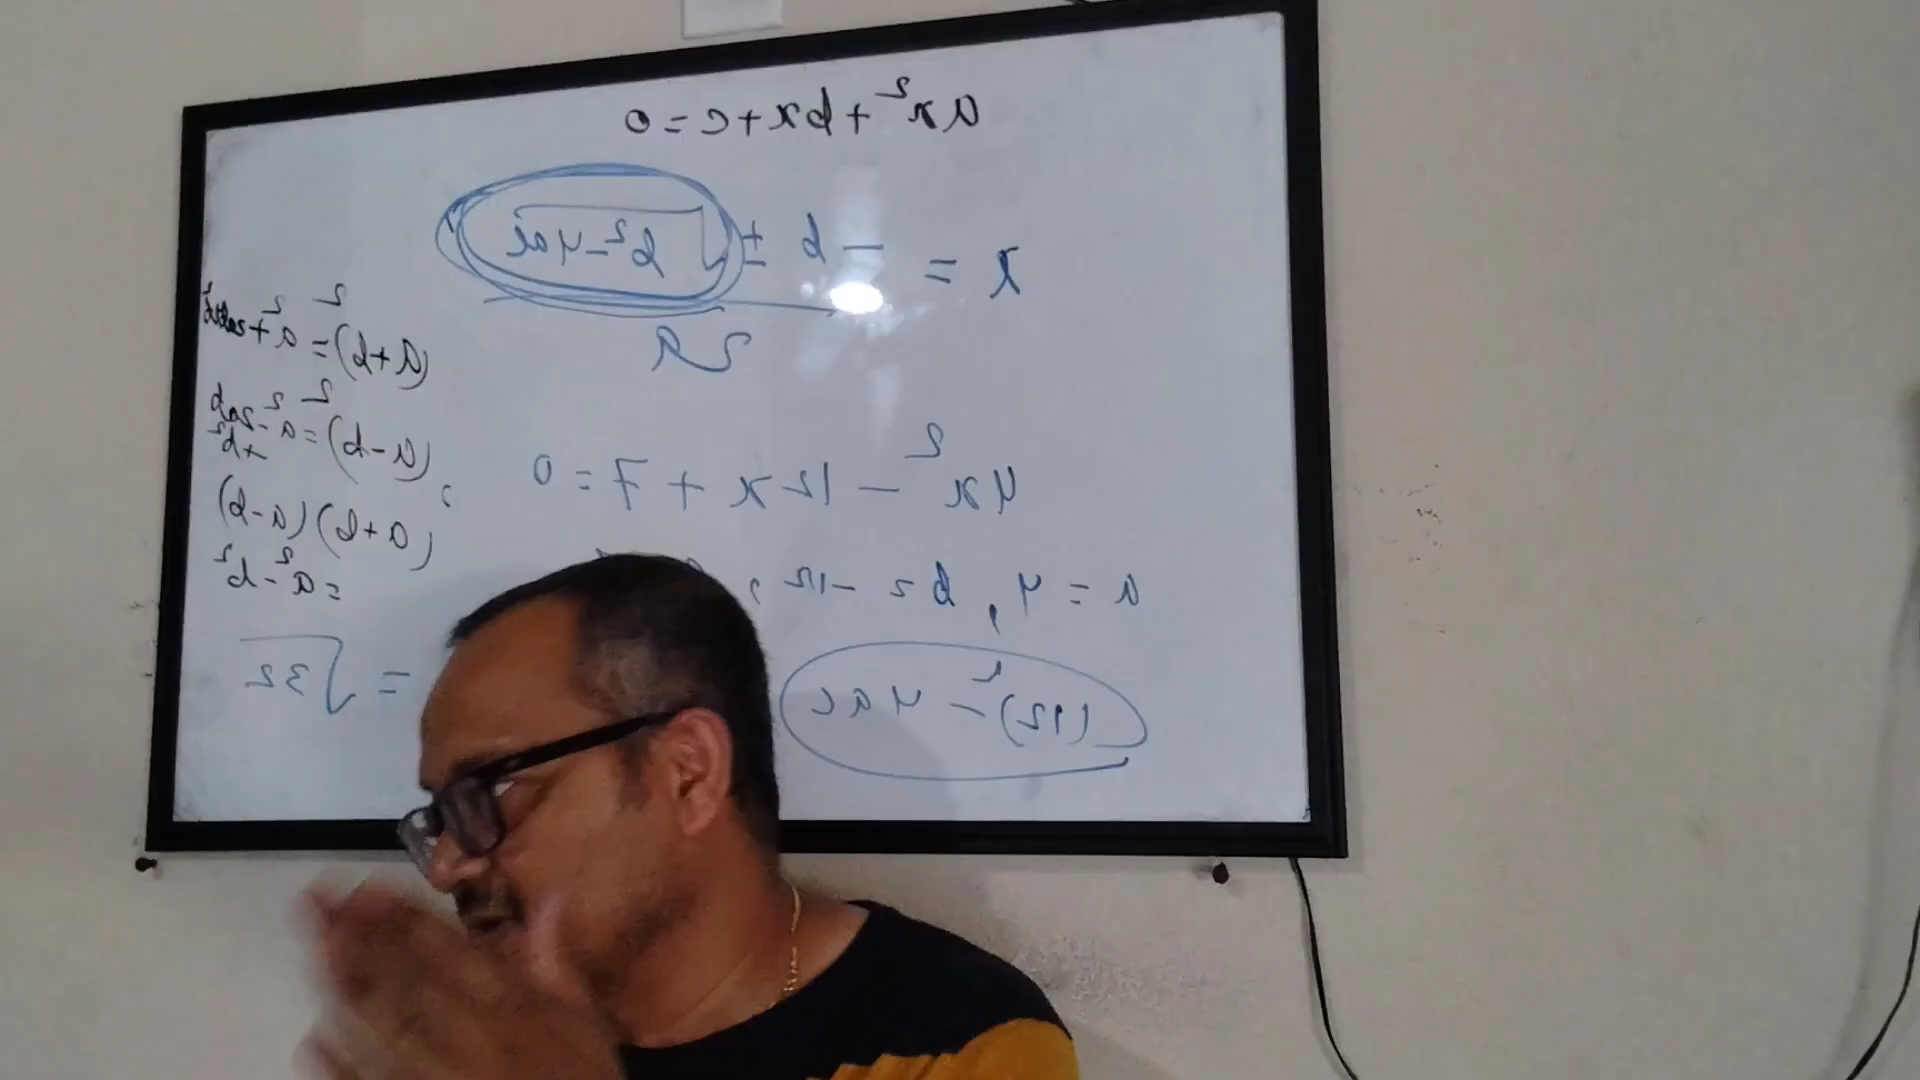 ax² + bx + c = 0
x = - b ± √b² - 4ac
2a
(a+b)² = a² + 2ab+b²
(a-b)² = a² - 2ab
+b²
(a+b)(a-b)
= a² - b²
4x² - 12x + 7 = 0
a = 4, b = -12,
(12)² - 4ac = √32